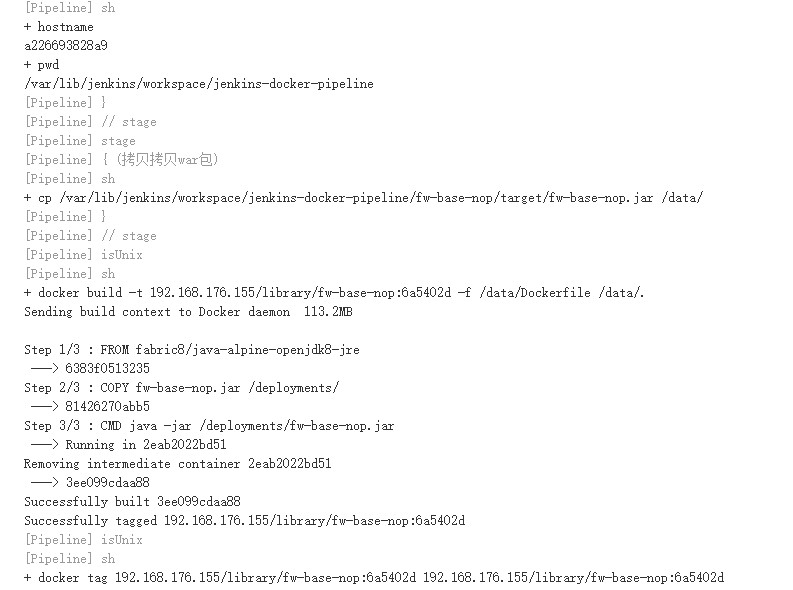 [Pipeline] sh
+ hostname
a226693828a9
+ pwd
/var/lib/jenkins/workspace/jenkins-docker-pipeline
[Pipeline] }
[Pipeline] // stage
[Pipeline] stage
[Pipeline] { (拷贝拷贝war包)
[Pipeline] sh
+ cp /var/lib/jenkins/workspace/jenkins-docker-pipeline/fw-base-nop/target/fw-base-nop.jar /data/
[Pipeline] }
[Pipeline] // stage
[Pipeline] isUnix
[Pipeline] sh
+ docker build -t 192.168.176.155/library/fw-base-nop:6a5402d -f /data/Dockerfile /data/.
Sending build context to Docker daemon  113.2MB
Step 1/3 : FROM fabric8/java-alpine-openjdk8-jre
---> 6383f0513235
Step 2/3 : COPY fw-base-nop.jar /deployments/
---> 81426270abb5
Step 3/3 : CMD java -jar /deployments/fw-base-nop.jar
---> Running in 2eab2022bd51
Removing intermediate container 2eab2022bd51
---> 3ee099cdaa88
Successfully built 3ee099cdaa88
Successfully tagged 192.168.176.155/library/fw-base-nop:6a5402d
[Pipeline] isUnix
[Pipeline] sh
+ docker tag 192.168.176.155/library/fw-base-nop:6a5402d 192.168.176.155/library/fw-base-nop:6a5402d